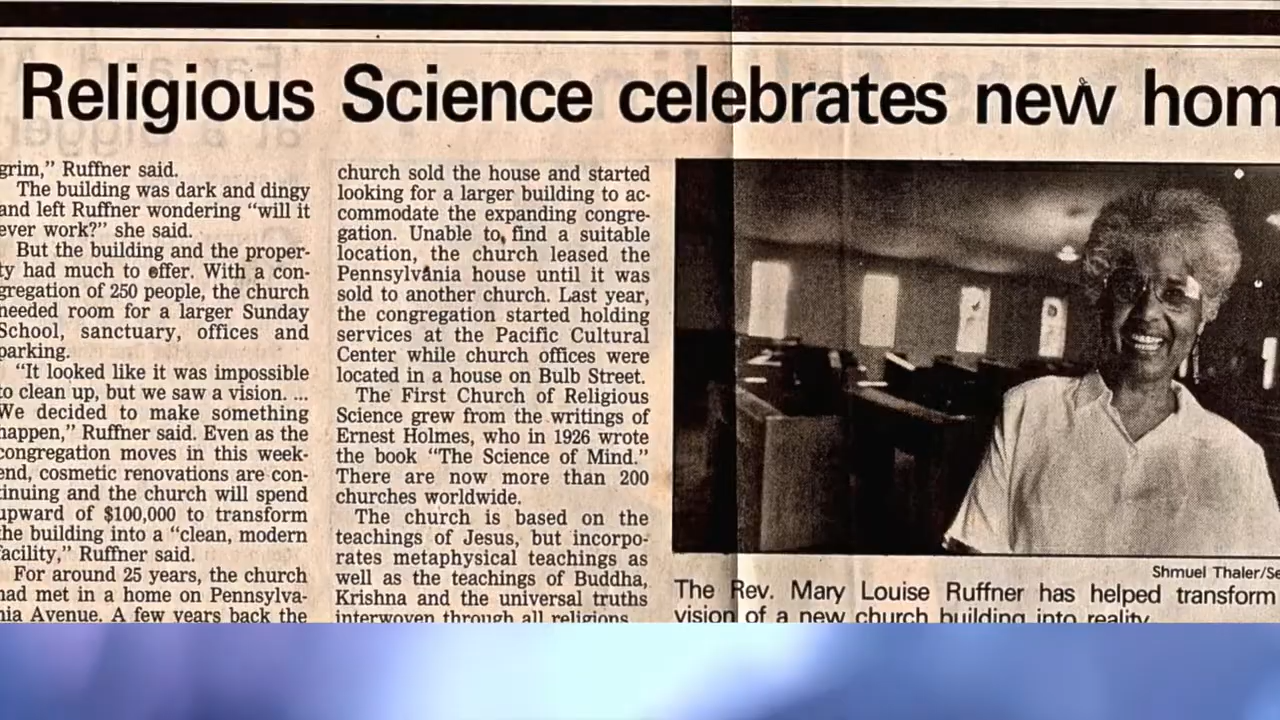 Religious Science celebrates new hom
grim,” Ruffner said.
The building was dark and dingy
and left Ruffner wondering “will it
ever work?” she said.
But the building and the proper-
ty had much to offer. With a con-
gregation of 250 people, the church
needed room for a larger Sunday
School, sanctuary, offices and
parking.
“It looked like it was impossible
to clean up, but we saw a vision. ...
We decided to make something
happen,” Ruffner said. Even as the
congregation moves in this week-
end, cosmetic renovations are con-
tinuing and the church will spend
upward of $100,000 to transform
the building into a “clean, modern
facility,” Ruffner said.
For around 25 years, the church
had met in a home on Pennsylva-
nia Avenue. A few years back the
church sold the house and started
looking for a larger building to ac-
commodate the expanding congre-
gation. Unable to find a suitable
location, the church leased the
Pennsylvania house until it was
sold to another church. Last year,
the congregation started holding
services at the Pacific Cultural
Center while church offices were
located in a house on Bulb Street.
The First Church of Religious
Science grew from the writings of
Ernest Holmes, who in 1926 wrote
the book “The Science of Mind.”
There are now more than 200
churches worldwide.
The church is based on the
teachings of Jesus, but incorpo-
rates metaphysical teachings as
well as the teachings of Buddha,
Krishna and the universal truths
interwoven through all religions.
Shmuel Thaler/Se
The Rev. Mary Louise Ruffner has helped transform
vision of a new church building into reality.